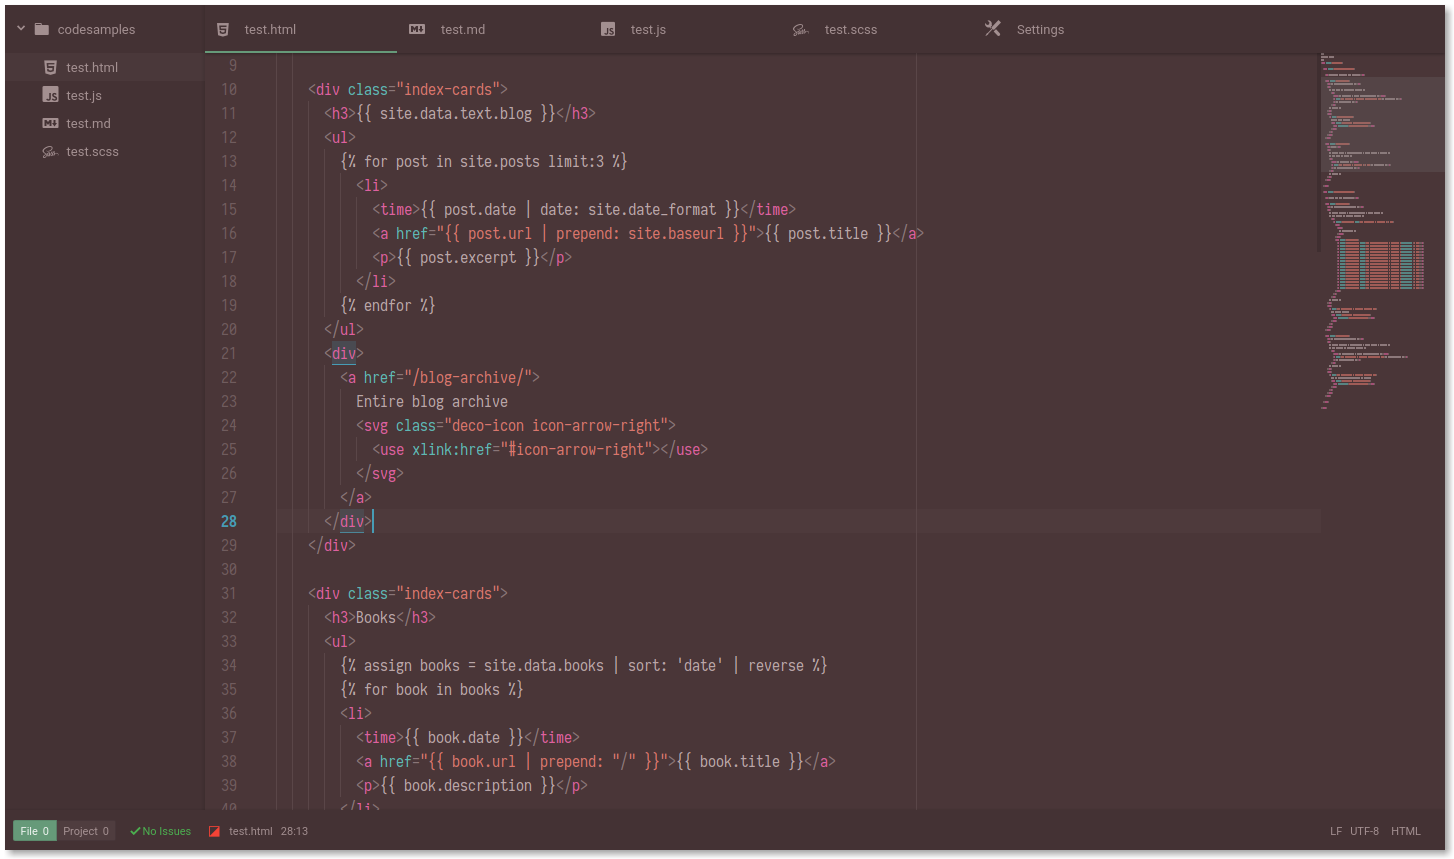 codesamples
test.html
test.md
test.js
test.scss
Settings
test.html
test.js
test.md
test.scss
9
10 <div class="index-cards">
11 <h3>{{ site.data.text.blog }}</h3>
12 <ul>
13 {% for post in site.posts limit:3 %}
14 <li>
15 <time>{{ post.date | date: site.date_format }}</time>
16 <a href="{{ post.url | prepend: site.baseurl }}">{{ post.title }}</a>
17 <p>{{ post.excerpt }}</p>
18 </li>
19 {% endfor %}
20 </ul>
21 <div>
22 <a href="/blog-archive/">
23 Entire blog archive
24 <svg class="deco-icon icon-arrow-right">
25 <use xlink:href="#icon-arrow-right"></use>
26 </svg>
27 </a>
28 </div>
29 </div>
30
31 <div class="index-cards">
32 <h3>Books</h3>
33 <ul>
34 {% assign books = site.data.books | sort: 'date' | reverse %}
35 {% for book in books %}
36 <li>
37 <time>{{ book.date }}</time>
38 <a href="{{ book.url | prepend: "/" }}">{{ book.title }}</a>
39 <p>{{ book.description }}</p>
40 </li>
File 0 Project 0 No Issues test.html 28:13 LF UTF-8 HTML